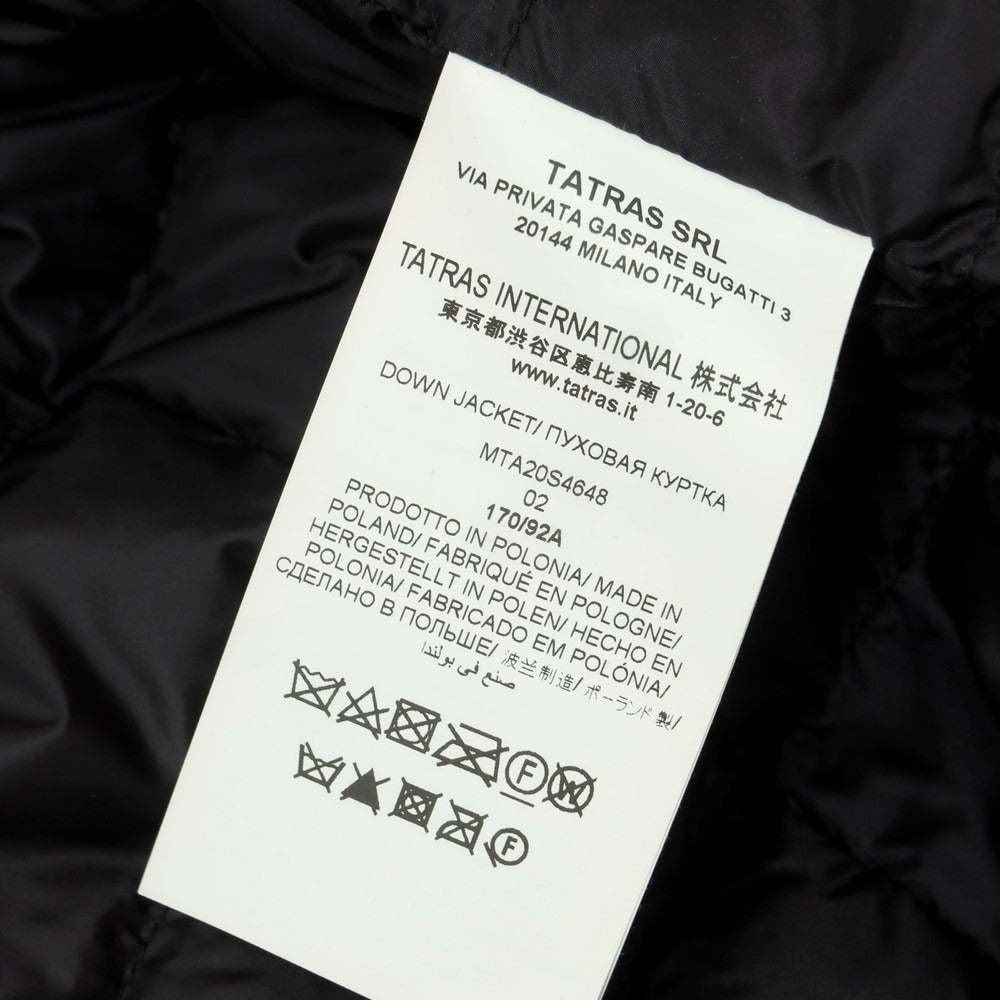 TATRAS SRL
VIA PRIVATA GASPARE BUGATTI 3
20144 MILANO ITALY
TATRAS INTERNATIONAL 株式会社
東京都渋谷区恵比寿南 1-20-6
www.tatras.it
DOWN JACKET/ ПУХОВАЯ КУРТКА
MTA20S4648
02
170/92A
PRODOTTO IN POLONIA/ MADE IN
POLAND/ FABRIQUÉ EN POLOGNE/
HERGESTELLT IN POLEN/ HECHO EN
POLONIA/ FABRICADO EM POLÓNIA/
СДЕЛАНО В ПОЛЬШЕ/ 波兰制造/ ポーランド 製/
صنع في بولندا
F W
F